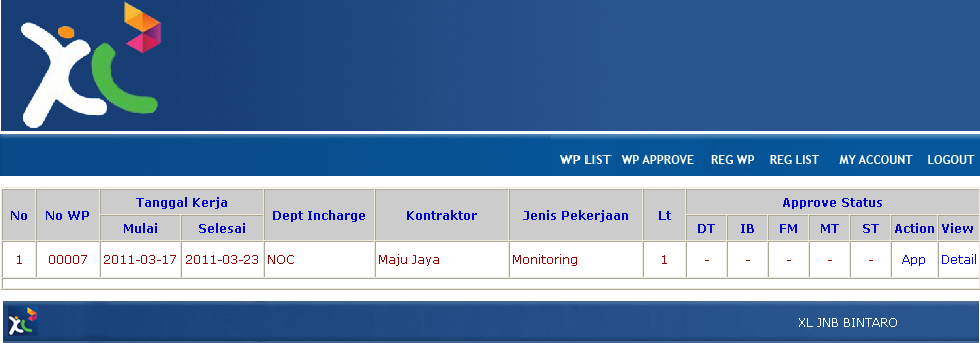 XL
WP LIST WP APPROVE REG WP REG LIST MY ACCOUNT LOGOUT
No No WP Tanggal Kerja Dept Incharge Kontraktor Jenis Pekerjaan Lt Approve Status
Mulai Selesai DT IB FM MT ST Action View
1 00007 2011-03-17 2011-03-23 NOC Maju Jaya Monitoring 1 - - - - - App Detail
XL XL JNB BINTARO